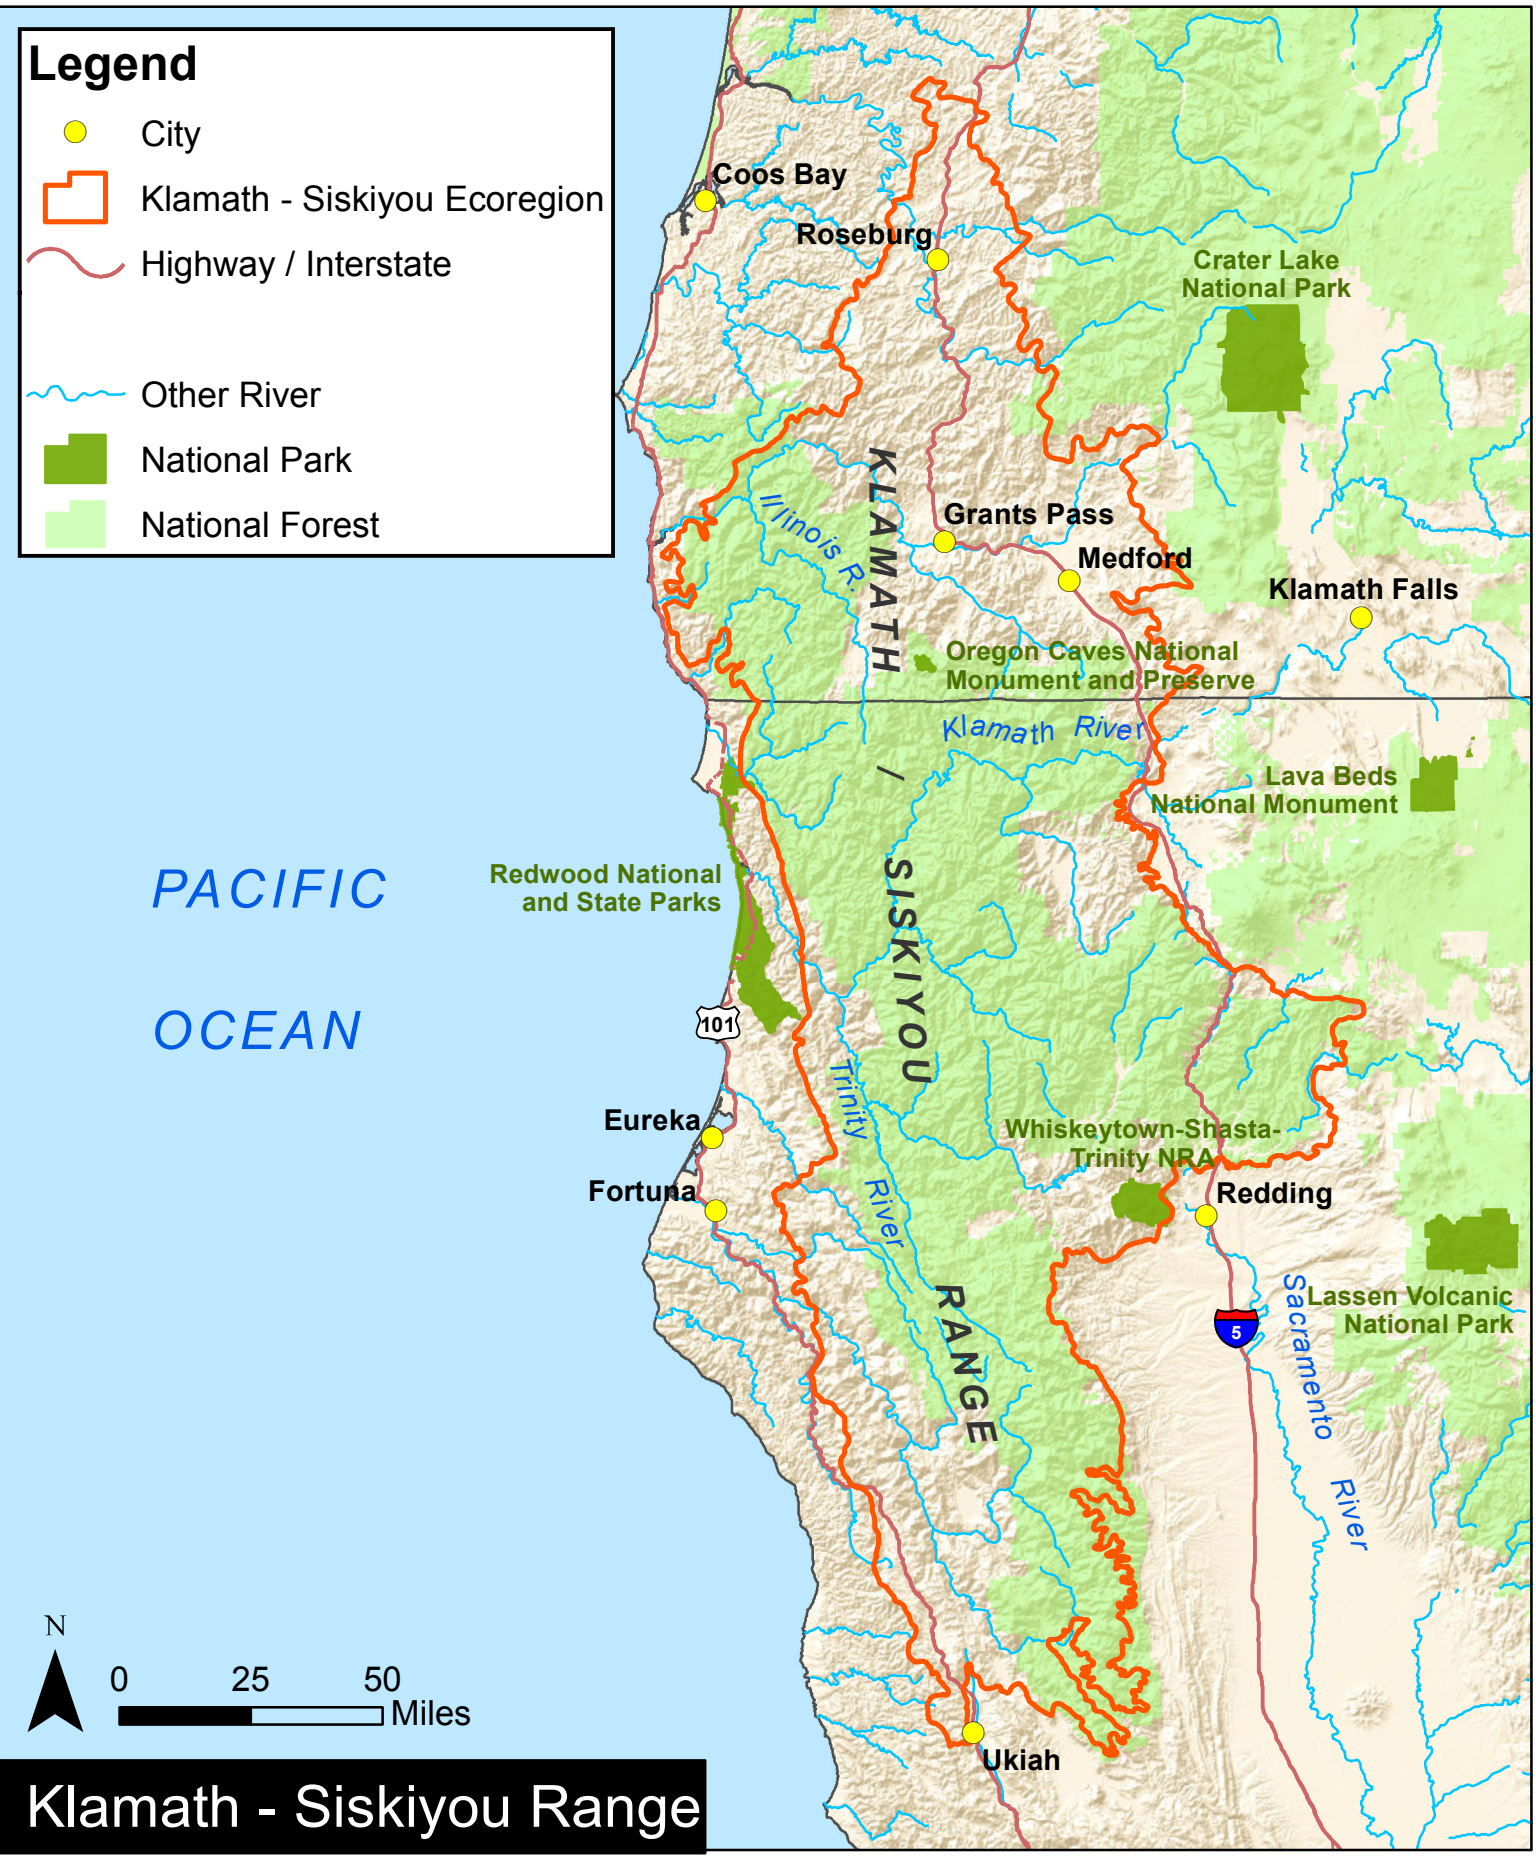 Legend
City
Klamath - Siskiyou Ecoregion
Highway / Interstate
Other River
National Park
National Forest
Coos Bay
Roseburg
Crater Lake
National Park
KLAMATH
/
SISKIYOU
RANGE
Illinois R.
Grants Pass
Medford
Klamath Falls
Oregon Caves National
Monument and Preserve
Klamath River
Lava Beds
National Monument
Redwood National
and State Parks
PACIFIC
OCEAN
101
Trinity
River
Eureka
Fortuna
Whiskeytown-Shasta-
Trinity NRA
Redding
Sacramento
River
Lassen Volcanic
National Park
5
Ukiah
N
0 25 50
Miles
Klamath - Siskiyou Range